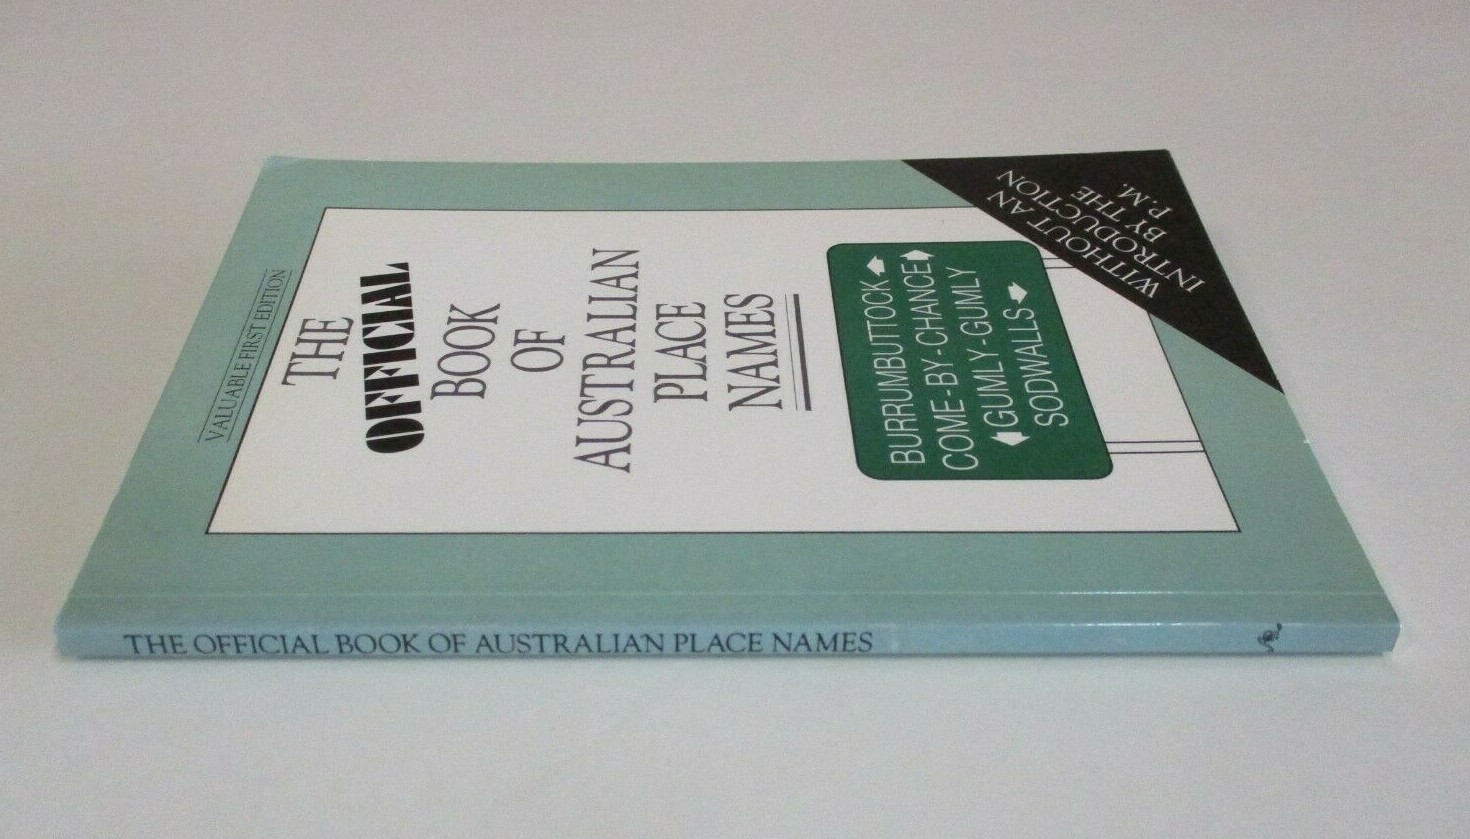 VALUABLE FIRST EDITION
THE
OFFICIAL
BOOK
OF
AUSTRALIAN
PLACE
NAMES
WITHOUT AN
INTRODUCTION
BY THE
P.M.
BURRUMBUTTOCK
COME-BY-CHANCE
GUMLY-GUMLY
SODWALLS
THE OFFICIAL BOOK OF AUSTRALIAN PLACE NAMES